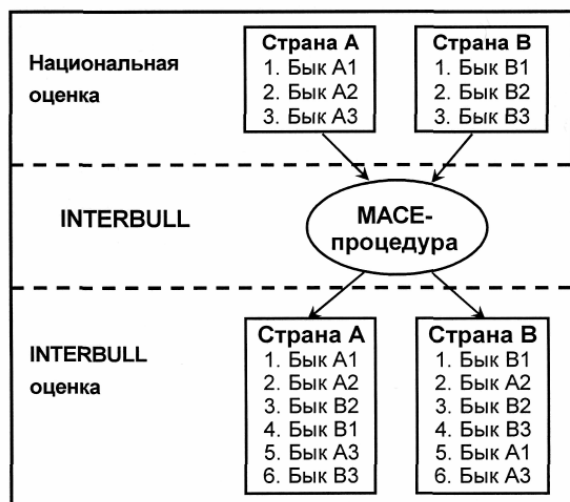 Национальная
оценка
Страна А
1. Бык А1
2. Бык А2
3. Бык А3
Страна В
1. Бык В1
2. Бык В2
3. Бык В3
INTERBULL
МАСЕ-
процедура
INTERBULL
оценка
Страна А
1. Бык А1
2. Бык А2
3. Бык В2
4. Бык В1
5. Бык А3
6. Бык В3
Страна В
1. Бык В1
2. Бык А2
3. Бык В2
4. Бык В3
5. Бык А1
6. Бык А3